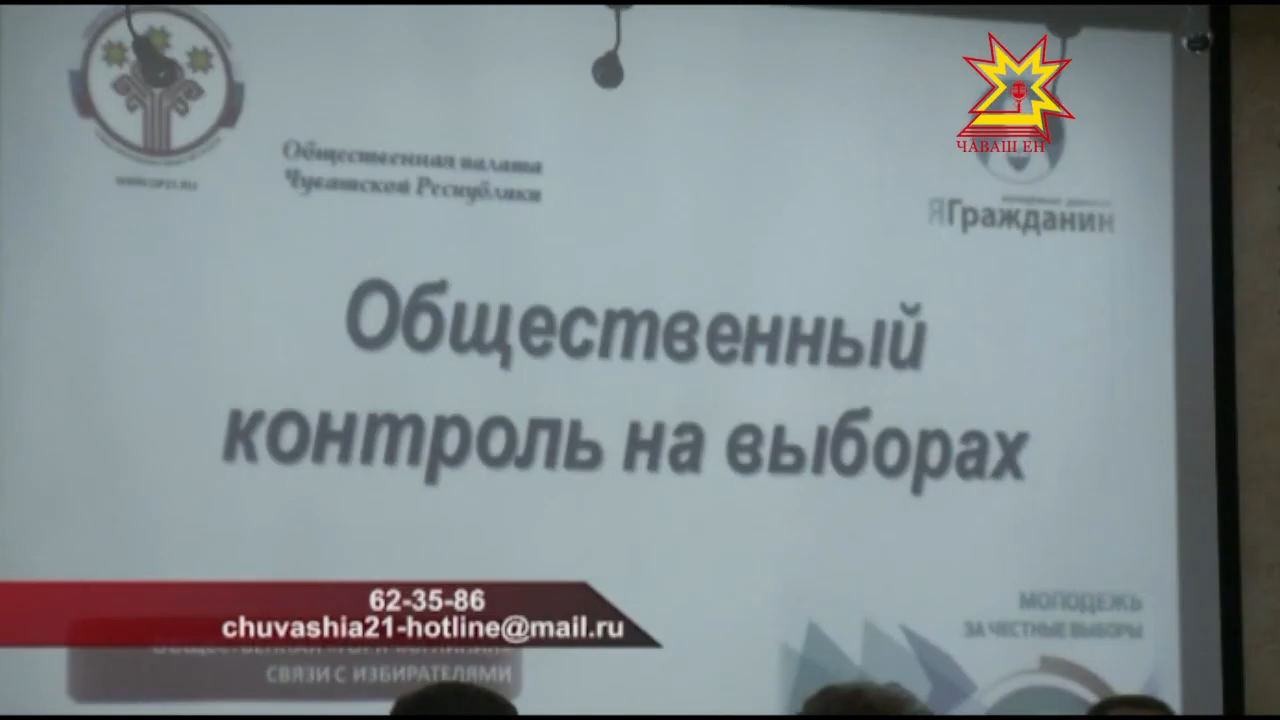 ЧАВАШ ЕН
WWW.OP21.RU
Общественная палата
Чувашской Республики
ЯГражданин
Общественный
контроль на выборах
62-35-86
chuvashia21-hotline@mail.ru
СВЯЗИ С ИЗБИРАТЕЛЯМИ
МОЛОДЕЖЬ
ЗА ЧЕСТНЫЕ ВЫБОРЫ